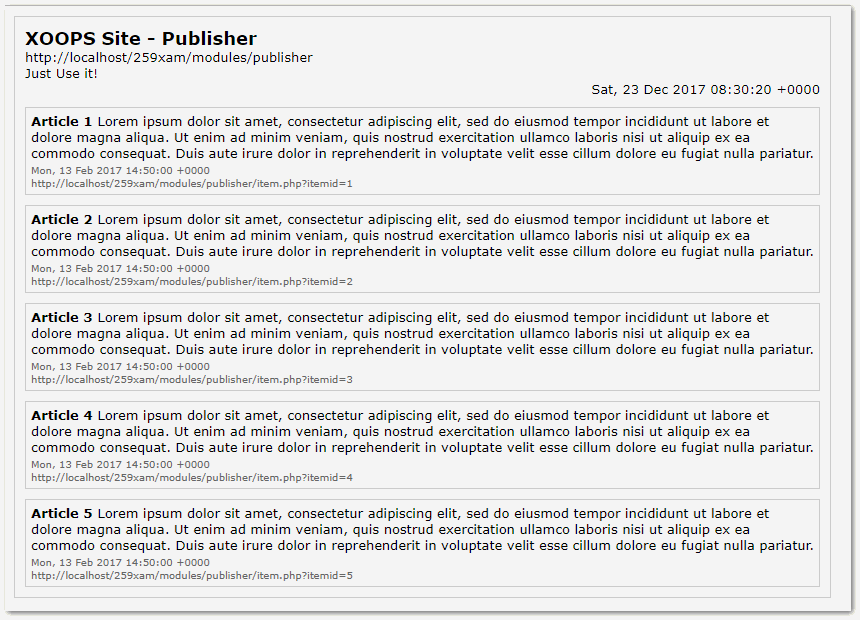 XOOPS Site - Publisher
http://localhost/259xam/modules/publisher
Just Use it!
Sat, 23 Dec 2017 08:30:20 +0000
Article 1 Lorem ipsum dolor sit amet, consectetur adipiscing elit, sed do eiusmod tempor incididunt ut labore et
dolore magna aliqua. Ut enim ad minim veniam, quis nostrud exercitation ullamco laboris nisi ut aliquip ex ea
commodo consequat. Duis aute irure dolor in reprehenderit in voluptate velit esse cillum dolore eu fugiat nulla pariatur.
Mon, 13 Feb 2017 14:50:00 +0000
http://localhost/259xam/modules/publisher/item.php?itemid=1
Article 2 Lorem ipsum dolor sit amet, consectetur adipiscing elit, sed do eiusmod tempor incididunt ut labore et
dolore magna aliqua. Ut enim ad minim veniam, quis nostrud exercitation ullamco laboris nisi ut aliquip ex ea
commodo consequat. Duis aute irure dolor in reprehenderit in voluptate velit esse cillum dolore eu fugiat nulla pariatur.
Mon, 13 Feb 2017 14:50:00 +0000
http://localhost/259xam/modules/publisher/item.php?itemid=2
Article 3 Lorem ipsum dolor sit amet, consectetur adipiscing elit, sed do eiusmod tempor incididunt ut labore et
dolore magna aliqua. Ut enim ad minim veniam, quis nostrud exercitation ullamco laboris nisi ut aliquip ex ea
commodo consequat. Duis aute irure dolor in reprehenderit in voluptate velit esse cillum dolore eu fugiat nulla pariatur.
Mon, 13 Feb 2017 14:50:00 +0000
http://localhost/259xam/modules/publisher/item.php?itemid=3
Article 4 Lorem ipsum dolor sit amet, consectetur adipiscing elit, sed do eiusmod tempor incididunt ut labore et
dolore magna aliqua. Ut enim ad minim veniam, quis nostrud exercitation ullamco laboris nisi ut aliquip ex ea
commodo consequat. Duis aute irure dolor in reprehenderit in voluptate velit esse cillum dolore eu fugiat nulla pariatur.
Mon, 13 Feb 2017 14:50:00 +0000
http://localhost/259xam/modules/publisher/item.php?itemid=4
Article 5 Lorem ipsum dolor sit amet, consectetur adipiscing elit, sed do eiusmod tempor incididunt ut labore et
dolore magna aliqua. Ut enim ad minim veniam, quis nostrud exercitation ullamco laboris nisi ut aliquip ex ea
commodo consequat. Duis aute irure dolor in reprehenderit in voluptate velit esse cillum dolore eu fugiat nulla pariatur.
Mon, 13 Feb 2017 14:50:00 +0000
http://localhost/259xam/modules/publisher/item.php?itemid=5